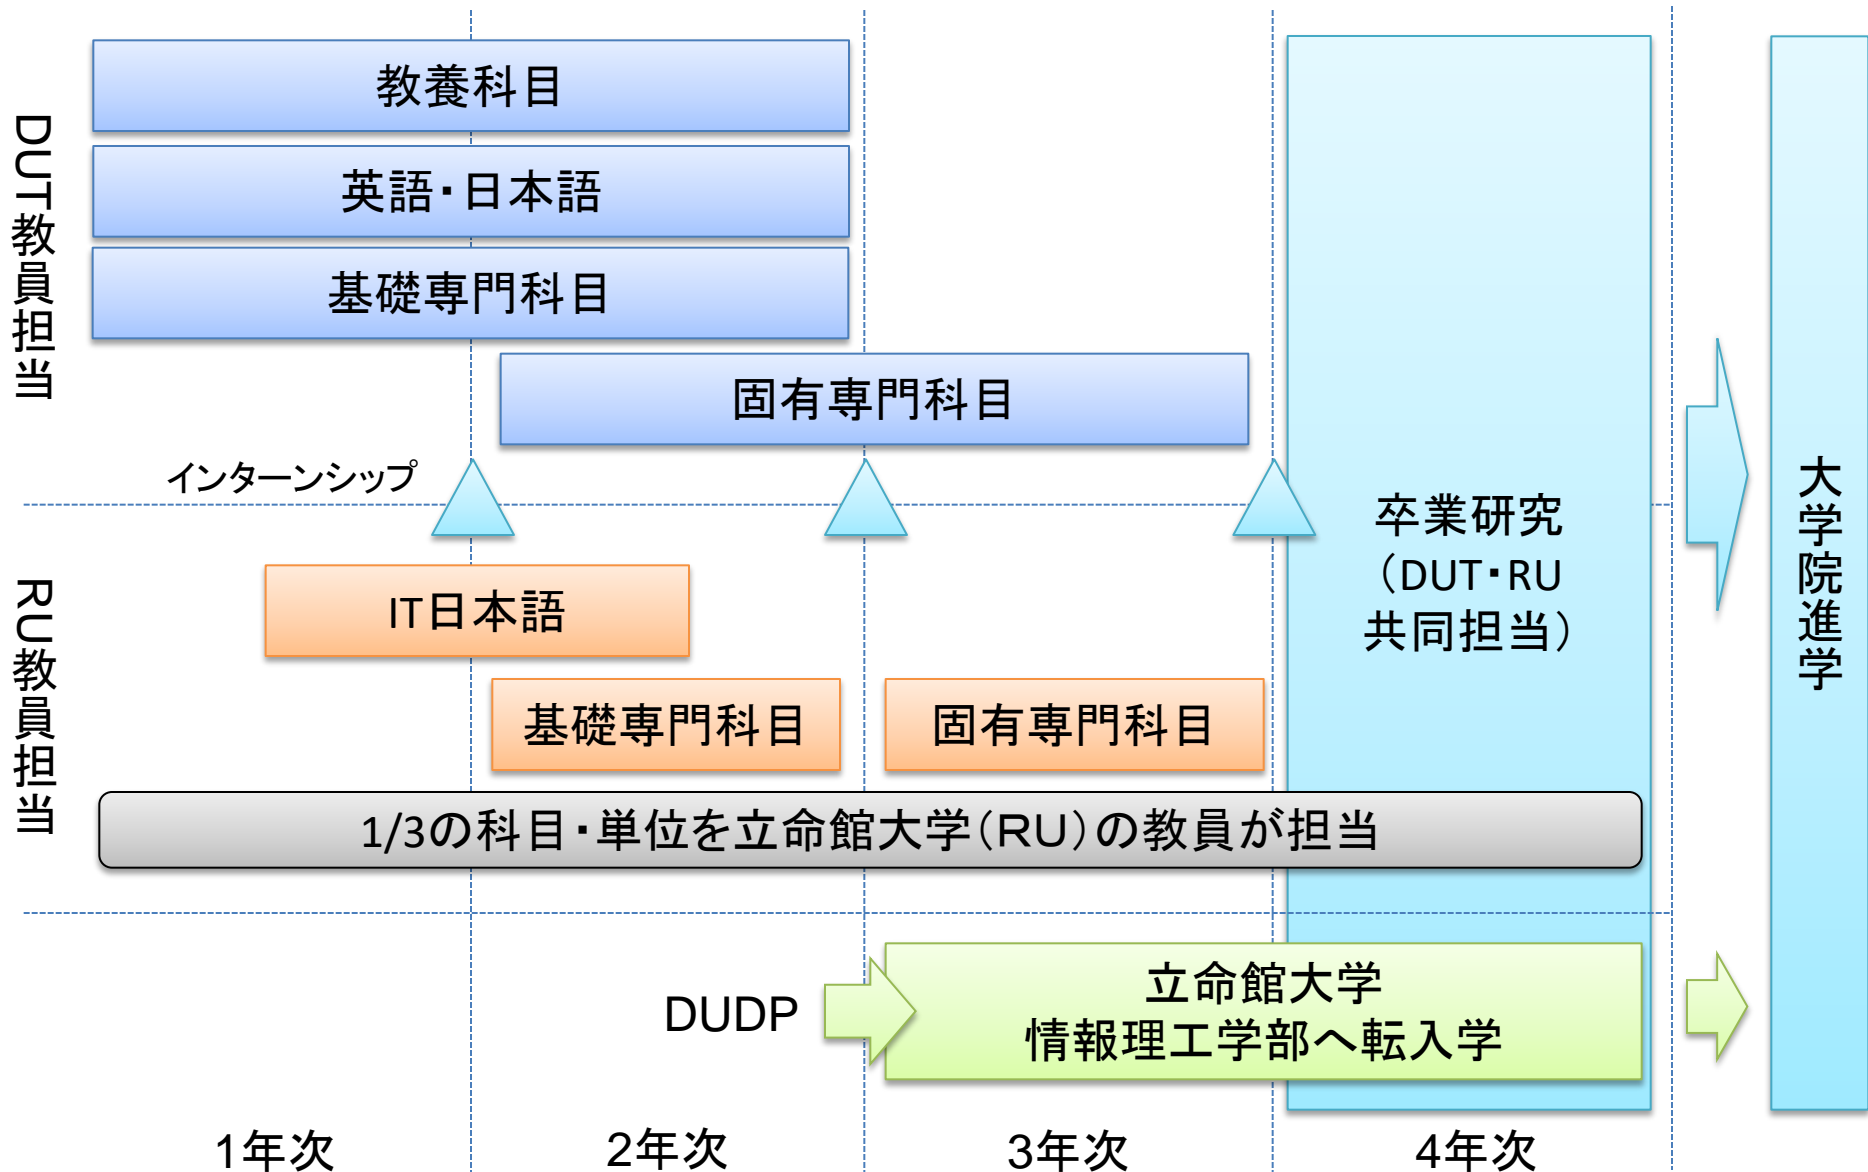 DUT教員担当
教養科目
英語・日本語
基礎専門科目
固有専門科目
インターンシップ
RU教員担当
IT日本語
基礎専門科目
固有専門科目
1/3の科目・単位を立命館大学(RU)の教員が担当
卒業研究
(DUT・RU
共同担当)
大学院進学
DUDP
立命館大学
情報理工学部へ転入学
1年次
2年次
3年次
4年次